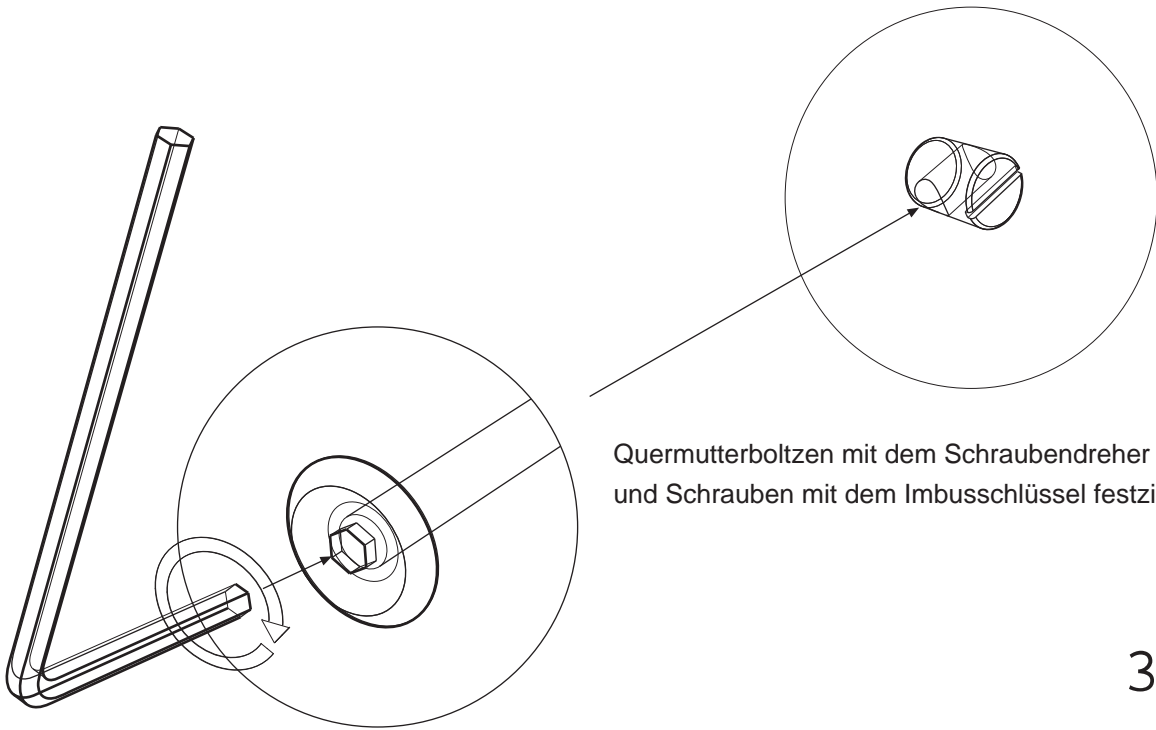 Quermutterboltzen mit dem Schraubendreher
und Schrauben mit dem Imbusschlüssel festzi
3